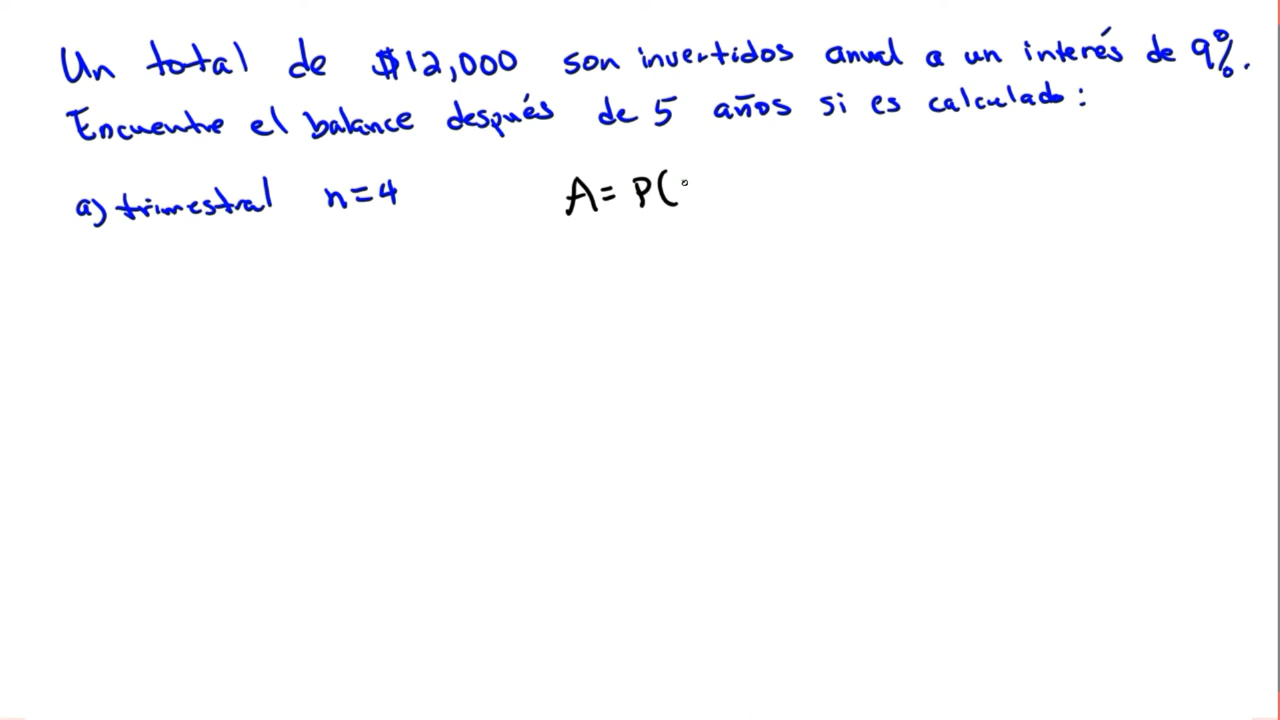 Un total de $12,000 son invertidos anual a un interés de 9%.
Encuentre el balance después de 5 años si es calculado:
a) trimestral n=4 A= P(